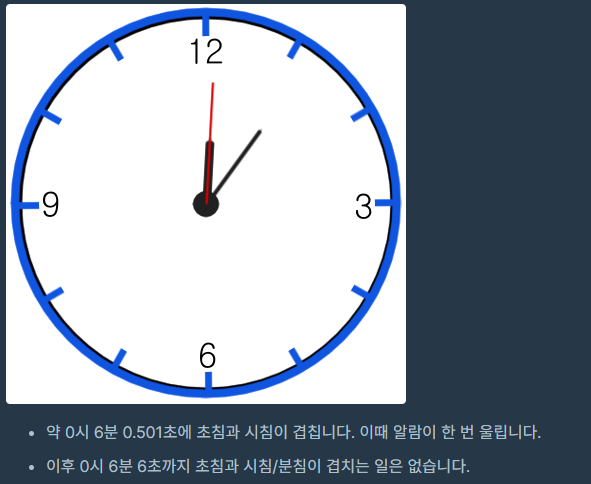 12
9
3
6
약 0시 6분 0.501초에 초침과 시침이 겹칩니다. 이때 알람이 한 번 울립니다.
이후 0시 6분 6초까지 초침과 시침/분침이 겹치는 일은 없습니다.